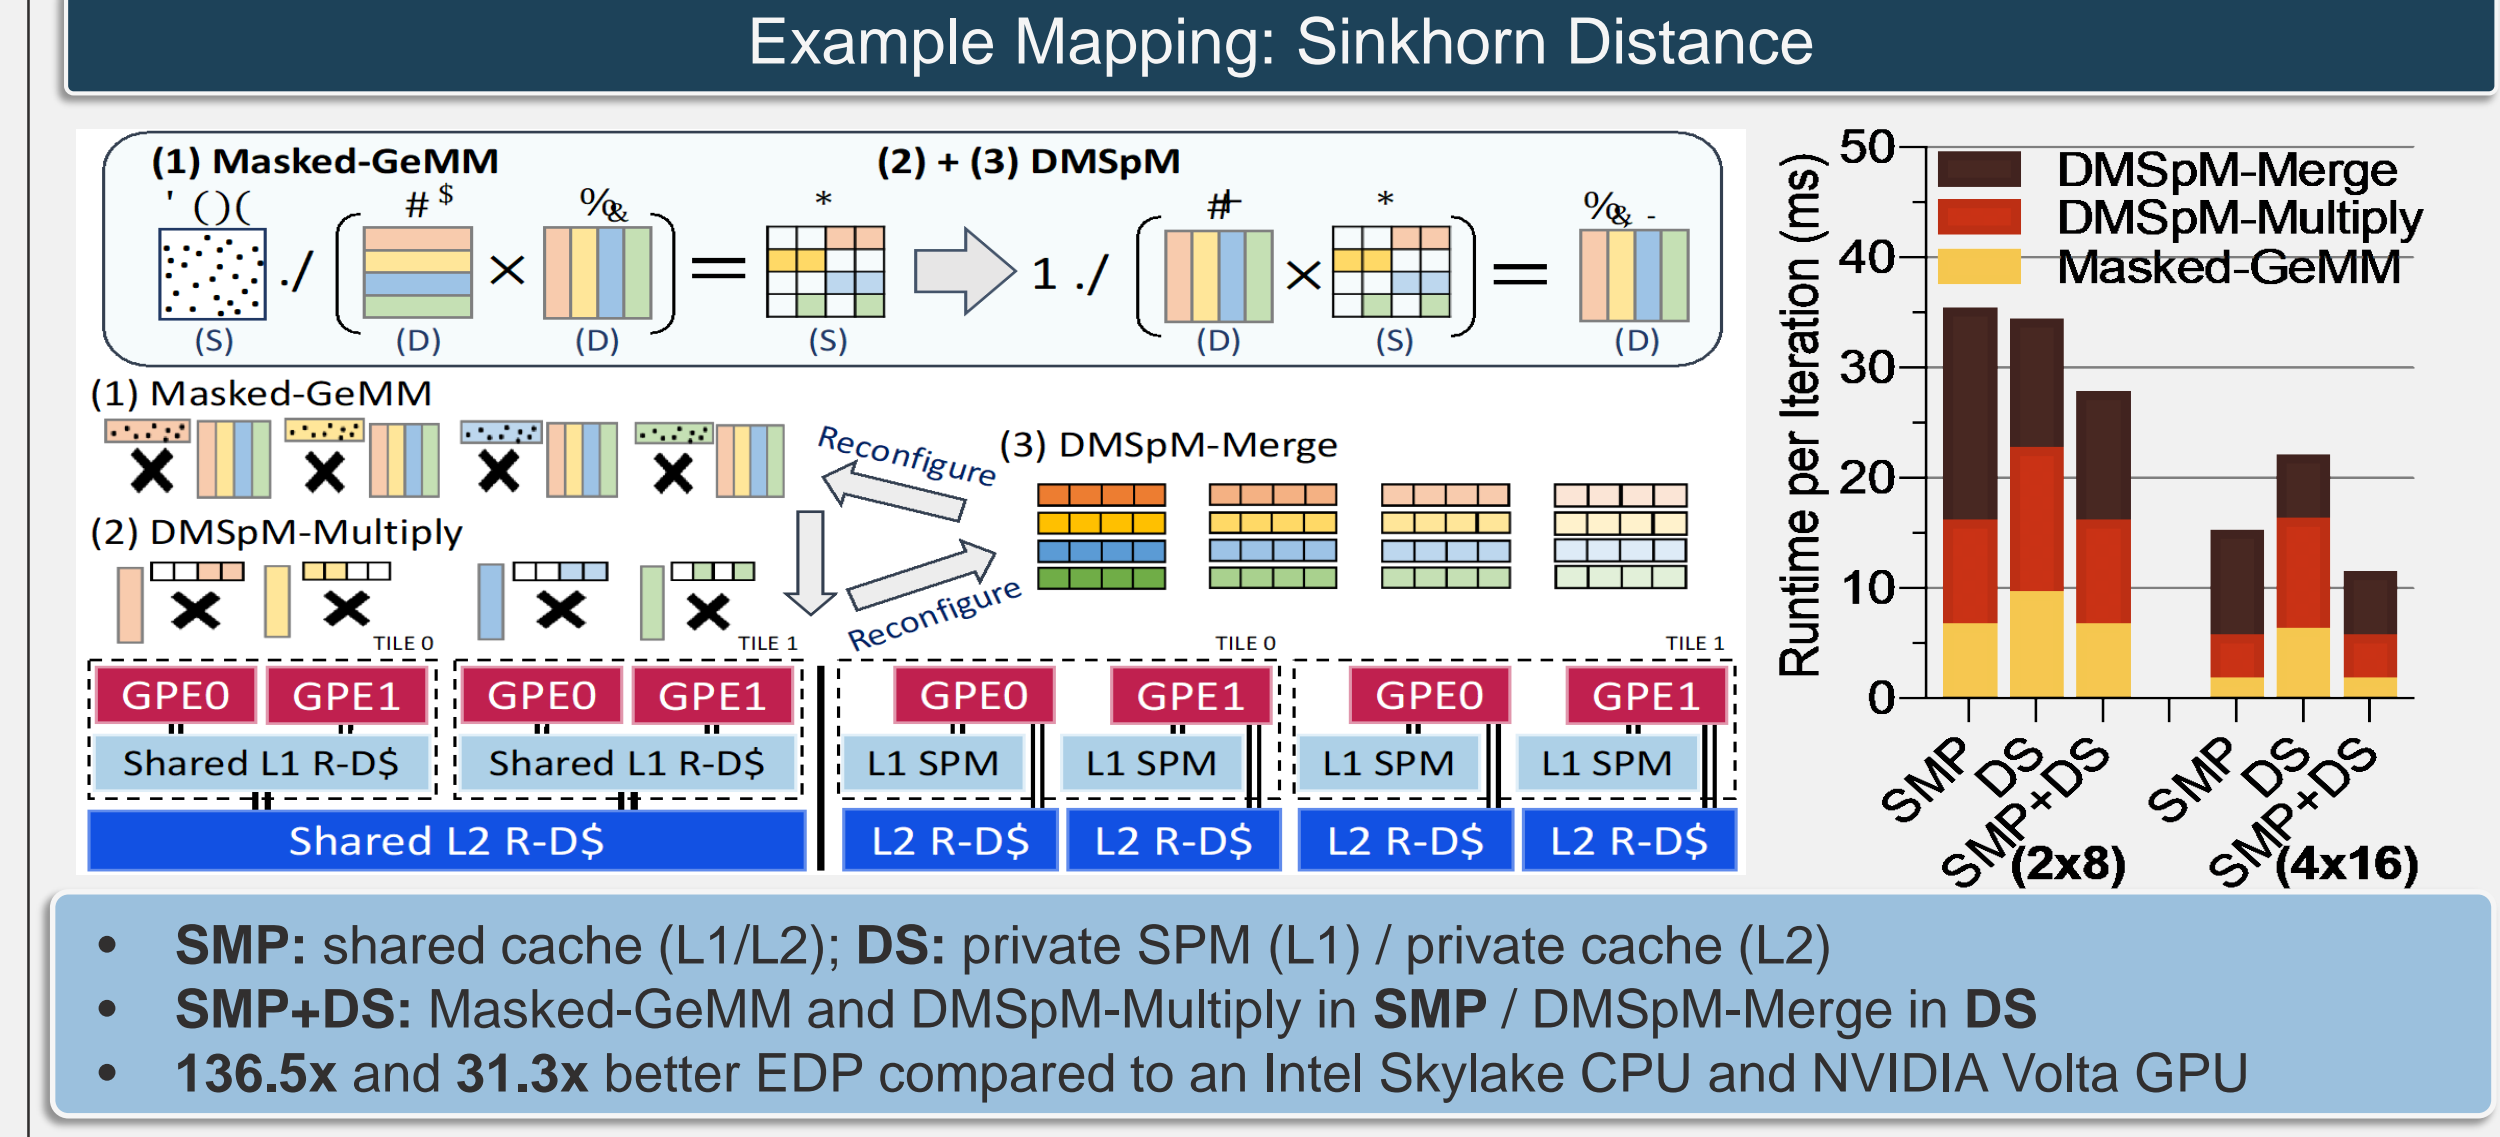 Example Mapping: Sinkhorn Distance
(1) Masked-GeMM
(2) + (3) DMSpM
' ()(
# $
%&
*
#+
*
%& -
./ ( × ) =
1 ./ ( × ) =
(S) (D) (D) (S) (D) (S) (D)
(1) Masked-GeMM
Reconfigure
(3) DMSpM-Merge
(2) DMSpM-Multiply
Reconfigure
TILE 0 TILE 1 TILE 0 TILE 1
GPE0 GPE1 GPE0 GPE1 GPE0 GPE1 GPE0 GPE1
Shared L1 R-D$ Shared L1 R-D$ L1 SPM L1 SPM L1 SPM L1 SPM
Shared L2 R-D$ L2 R-D$ L2 R-D$ L2 R-D$ L2 R-D$
Runtime per Iteration (ms)
50
40
30
20
10
0
DMSpM-Merge
DMSpM-Multiply
Masked-GeMM
SMP DS SMP+DS SMP DS SMP+DS
(2x8) (4x16)
• SMP: shared cache (L1/L2); DS: private SPM (L1) / private cache (L2)
• SMP+DS: Masked-GeMM and DMSpM-Multiply in SMP / DMSpM-Merge in DS
• 136.5x and 31.3x better EDP compared to an Intel Skylake CPU and NVIDIA Volta GPU